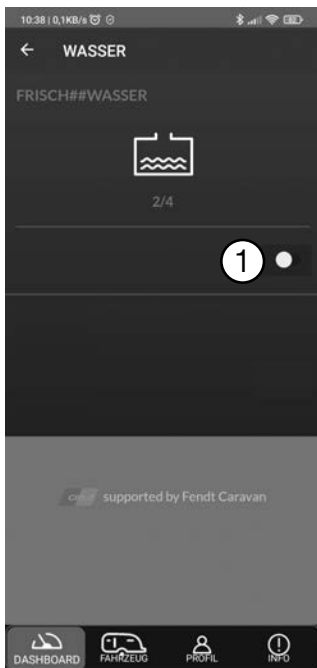 10:38 | 0,1KB/s
← WASSER
FRISCH##WASSER
2/4
1
supported by Fendt Caravan
DASHBOARD FAHRZEUG PROFIL INFO